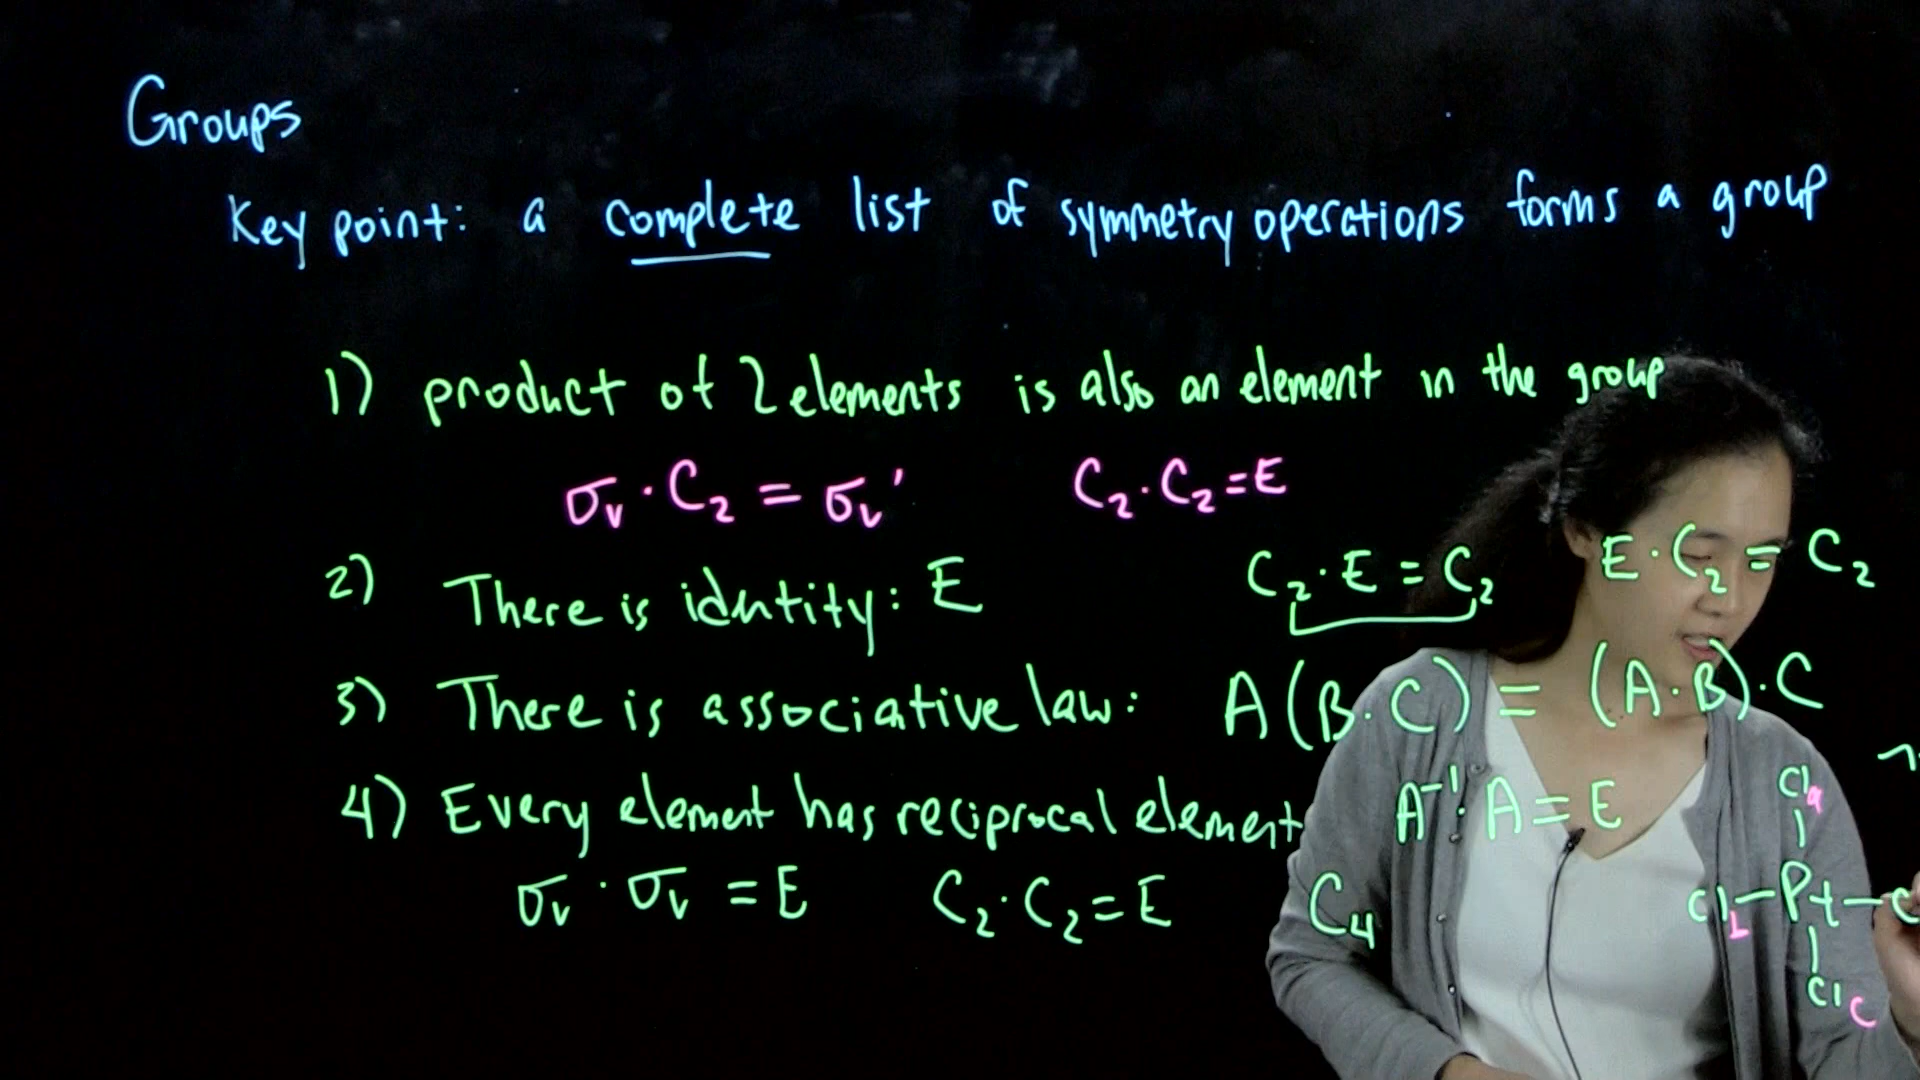 Groups
Key point: a complete list of symmetry operations forms a group
1) product of 2 elements is also an element in the group
σv · C2 = σv' C2 · C2 = E
2) There is identity: E C2 · E = C2 E · C2 = C2
3) There is associative law: A(B · C) = (A · B) · C
4) Every element has reciprocal element A⁻¹ · A = E
σv · σv = E C2 · C2 = E C4
Cla
Cl–Pt–
Clc